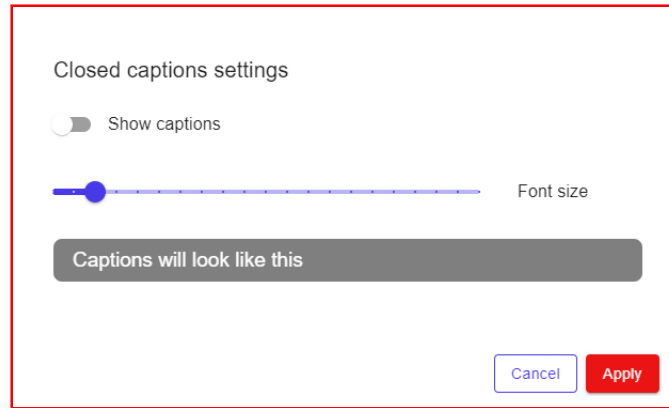 Closed captions settings
Show captions
Font size
Captions will look like this
Cancel
Apply